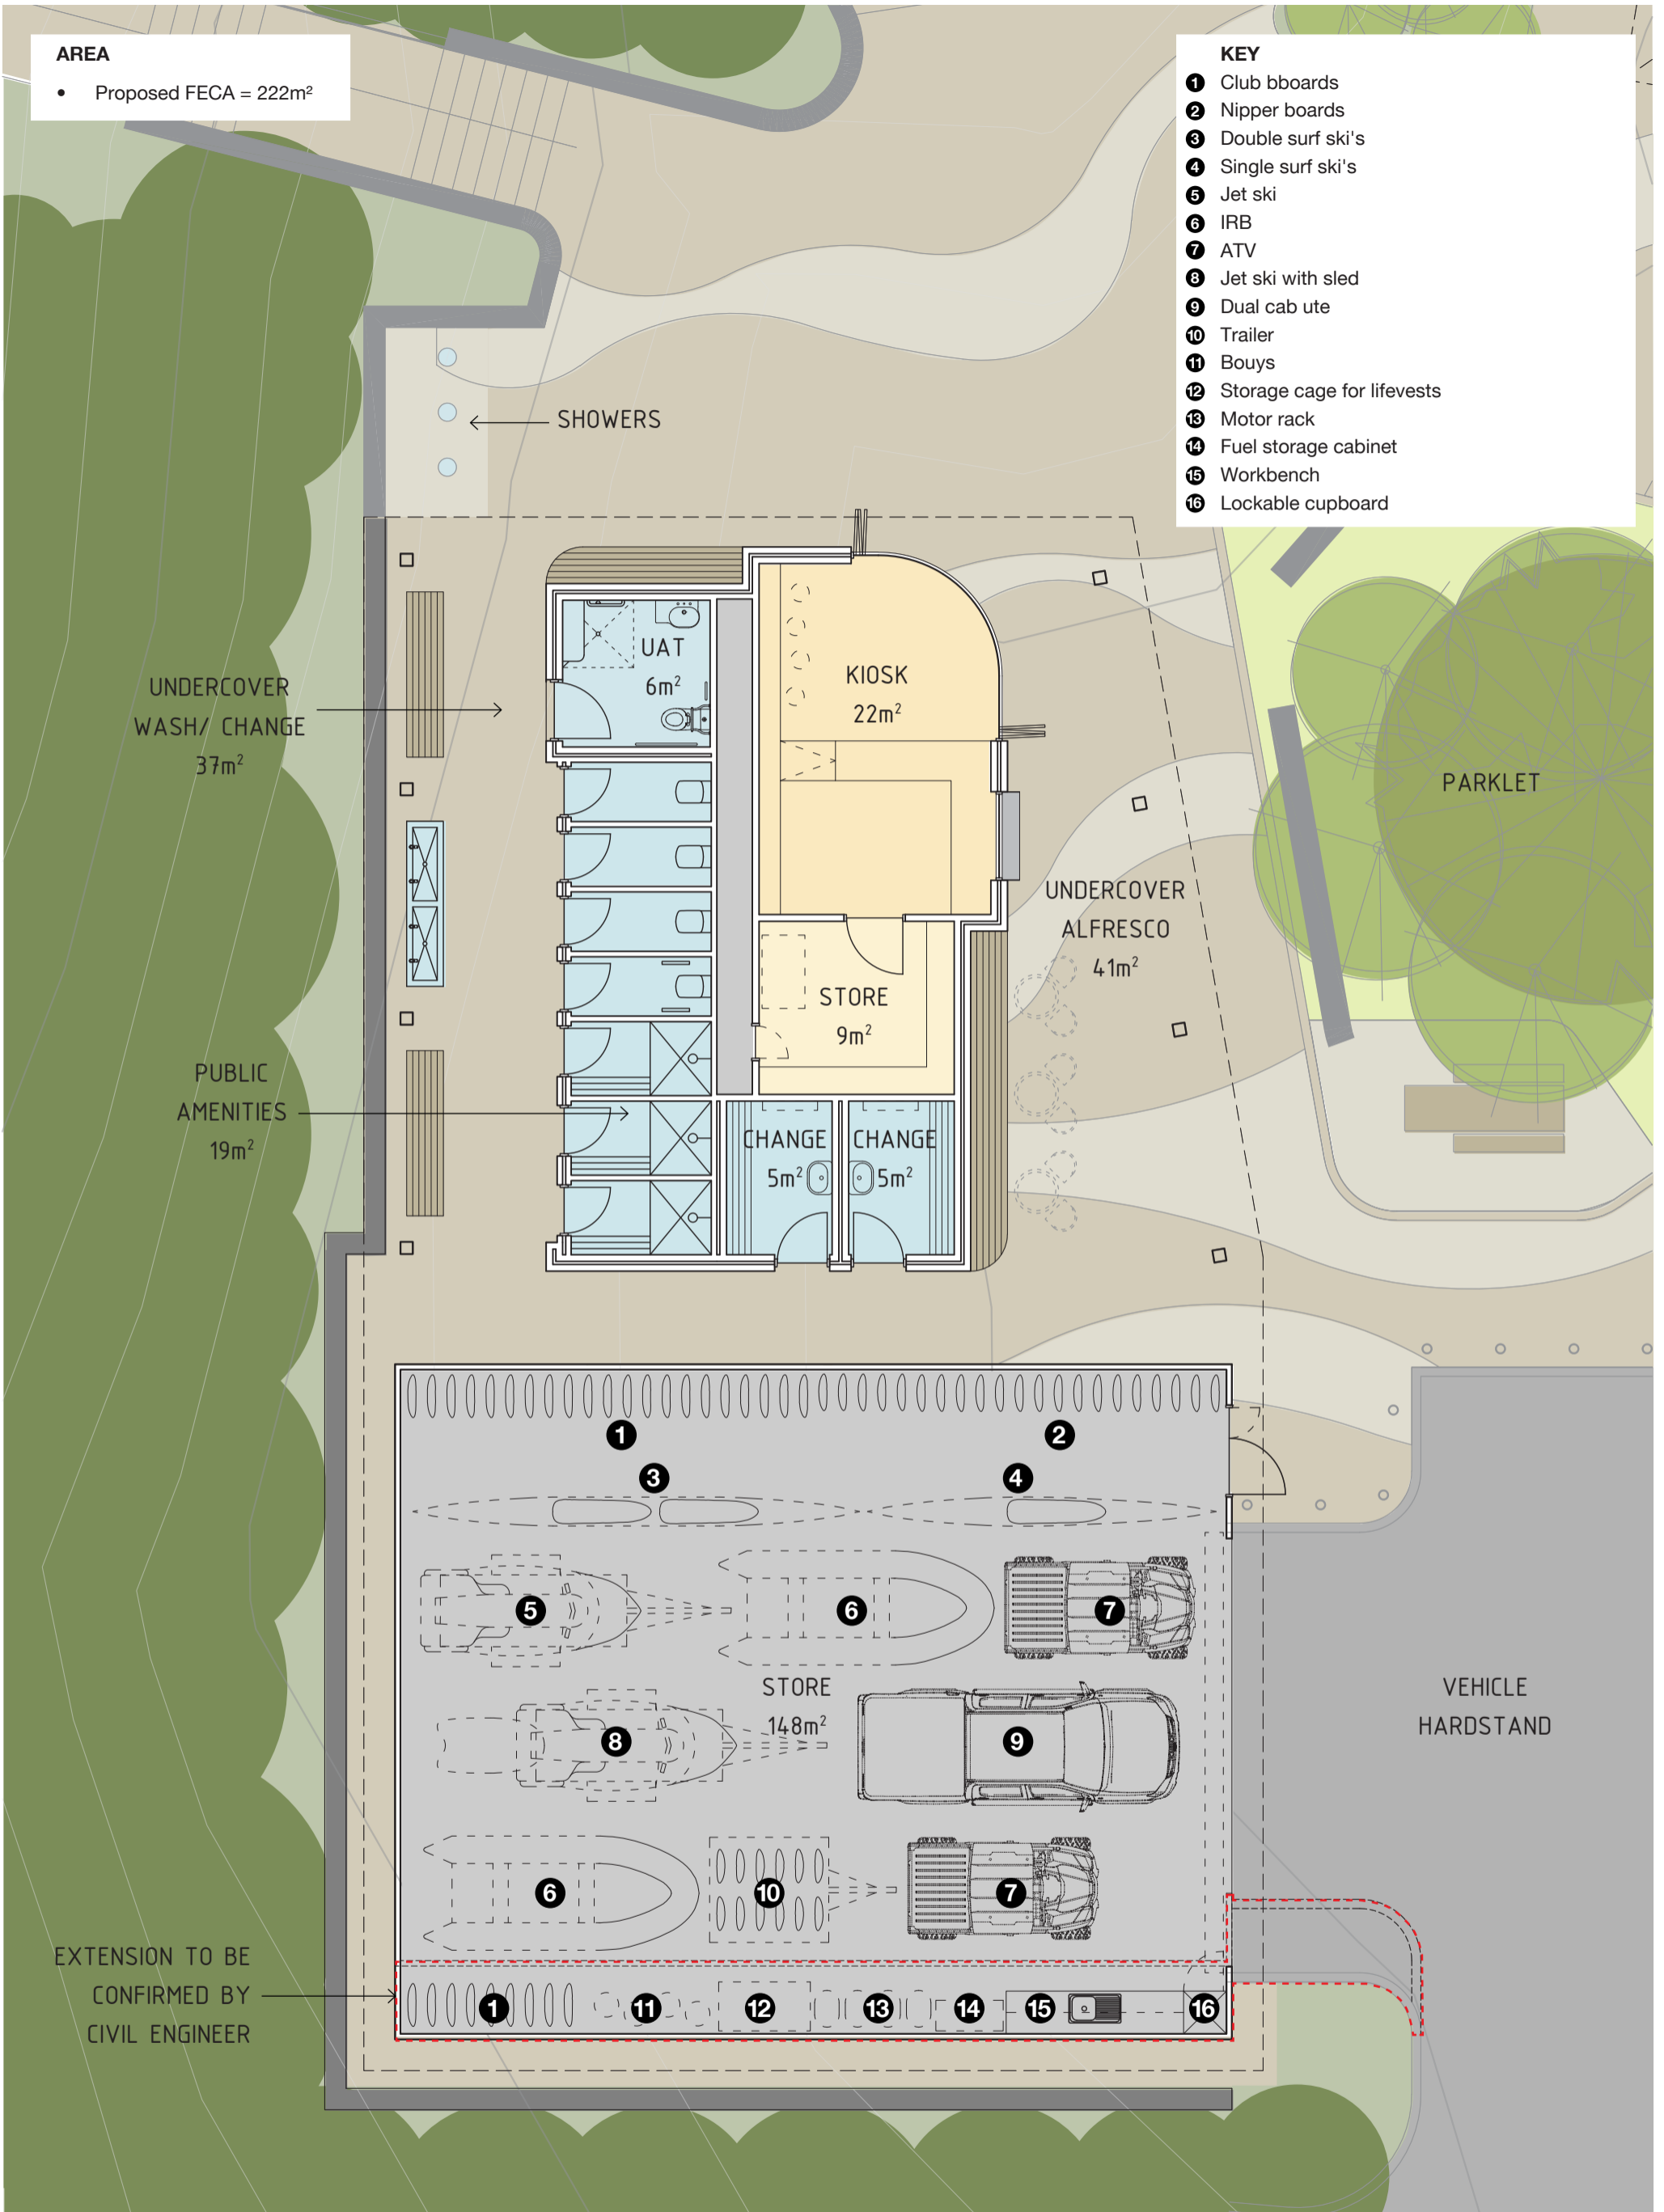 AREA
• Proposed FECA = 222m²
KEY
1 Club bboards
2 Nipper boards
3 Double surf ski's
4 Single surf ski's
5 Jet ski
6 IRB
7 ATV
8 Jet ski with sled
9 Dual cab ute
10 Trailer
11 Bouys
12 Storage cage for lifevests
13 Motor rack
14 Fuel storage cabinet
15 Workbench
16 Lockable cupboard
SHOWERS
UAT
6m²
KIOSK
22m²
UNDERCOVER
WASH/ CHANGE
37m²
PARKLET
UNDERCOVER
ALFRESCO
41m²
STORE
9m²
PUBLIC
AMENITIES
19m²
CHANGE
5m²
CHANGE
5m²
1
2
3
4
5
6
7
STORE
148m²
8
9
VEHICLE
HARDSTAND
6
10
7
EXTENSION TO BE
CONFIRMED BY
CIVIL ENGINEER
1
11
12
13
14
15
16